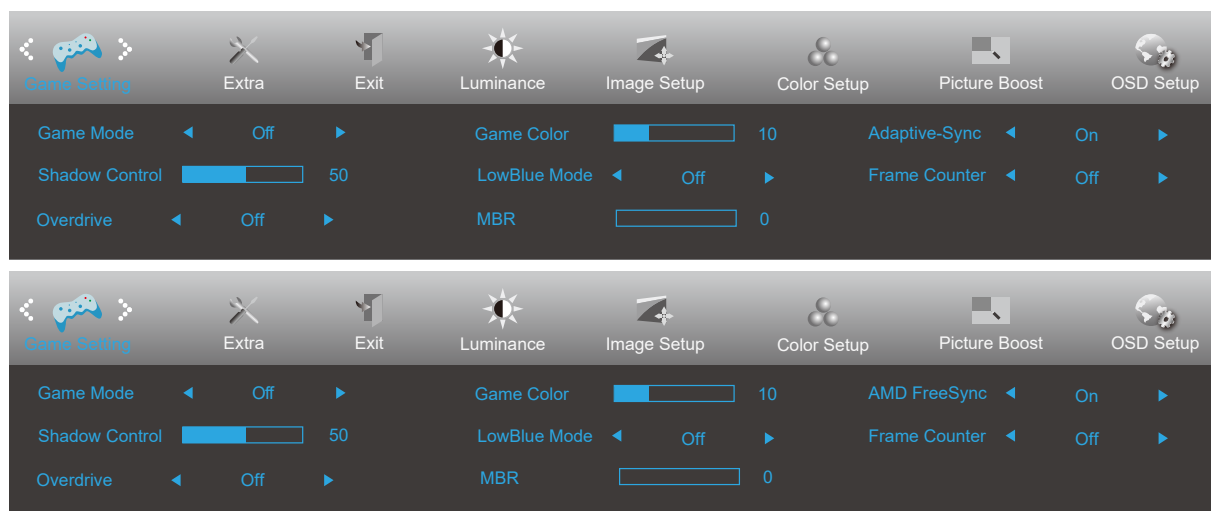 Game Setting Extra Exit Luminance Image Setup Color Setup Picture Boost OSD Setup
Game Mode Off Game Color 10 Adaptive-Sync On
Shadow Control 50 LowBlue Mode Off Frame Counter Off
Overdrive Off MBR 0
Game Setting Extra Exit Luminance Image Setup Color Setup Picture Boost OSD Setup
Game Mode Off Game Color 10 AMD FreeSync On
Shadow Control 50 LowBlue Mode Off Frame Counter Off
Overdrive Off MBR 0